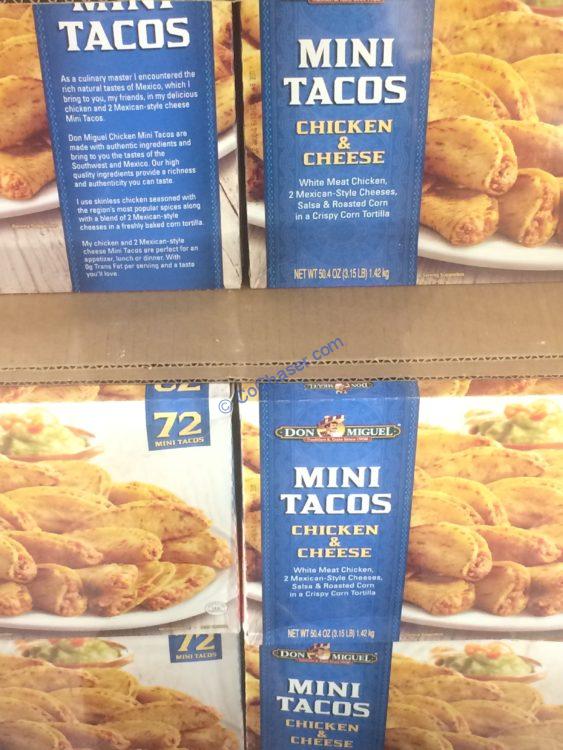 MINI
TACOS
As a culinary master I encountered the
rich natural tastes of Mexico, which I
bring to you, my friends, in my delicious
chicken and 2 Mexican-style cheese
Mini Tacos.
Don Miguel Chicken Mini Tacos are
made with authentic ingredients and
bring to you the tastes of the
Southwest and Mexico. Our high
quality ingredients provide a richness
and authenticity you can taste.
I use skinless chicken seasoned with
the region's most popular spices along
with a blend of 2 Mexican-style
cheeses in a freshly baked corn tortilla.
My chicken and 2 Mexican-style
cheese Mini Tacos are perfect for an
appetizer, lunch or dinner. With
0g Trans Fat per serving and a taste
you'll love.
MINI
TACOS
CHICKEN
&
CHEESE
White Meat Chicken,
2 Mexican-Style Cheeses,
Salsa & Roasted Corn
in a Crispy Corn Tortilla
NET WT 50.4 OZ (3.15 LB) 1.42 kg
Serving Suggestion
© CoChaser.com
72
MINI TACOS
DON MIGUEL
MINI
TACOS
CHICKEN
&
CHEESE
White Meat Chicken,
2 Mexican-Style Cheeses,
Salsa & Roasted Corn
in a Crispy Corn Tortilla
NET WT 50.4 OZ (3.15 LB) 1.42 kg
72
MINI TACOS
DON MIGUEL
MINI
TACOS
CHICKEN
&
CHEESE